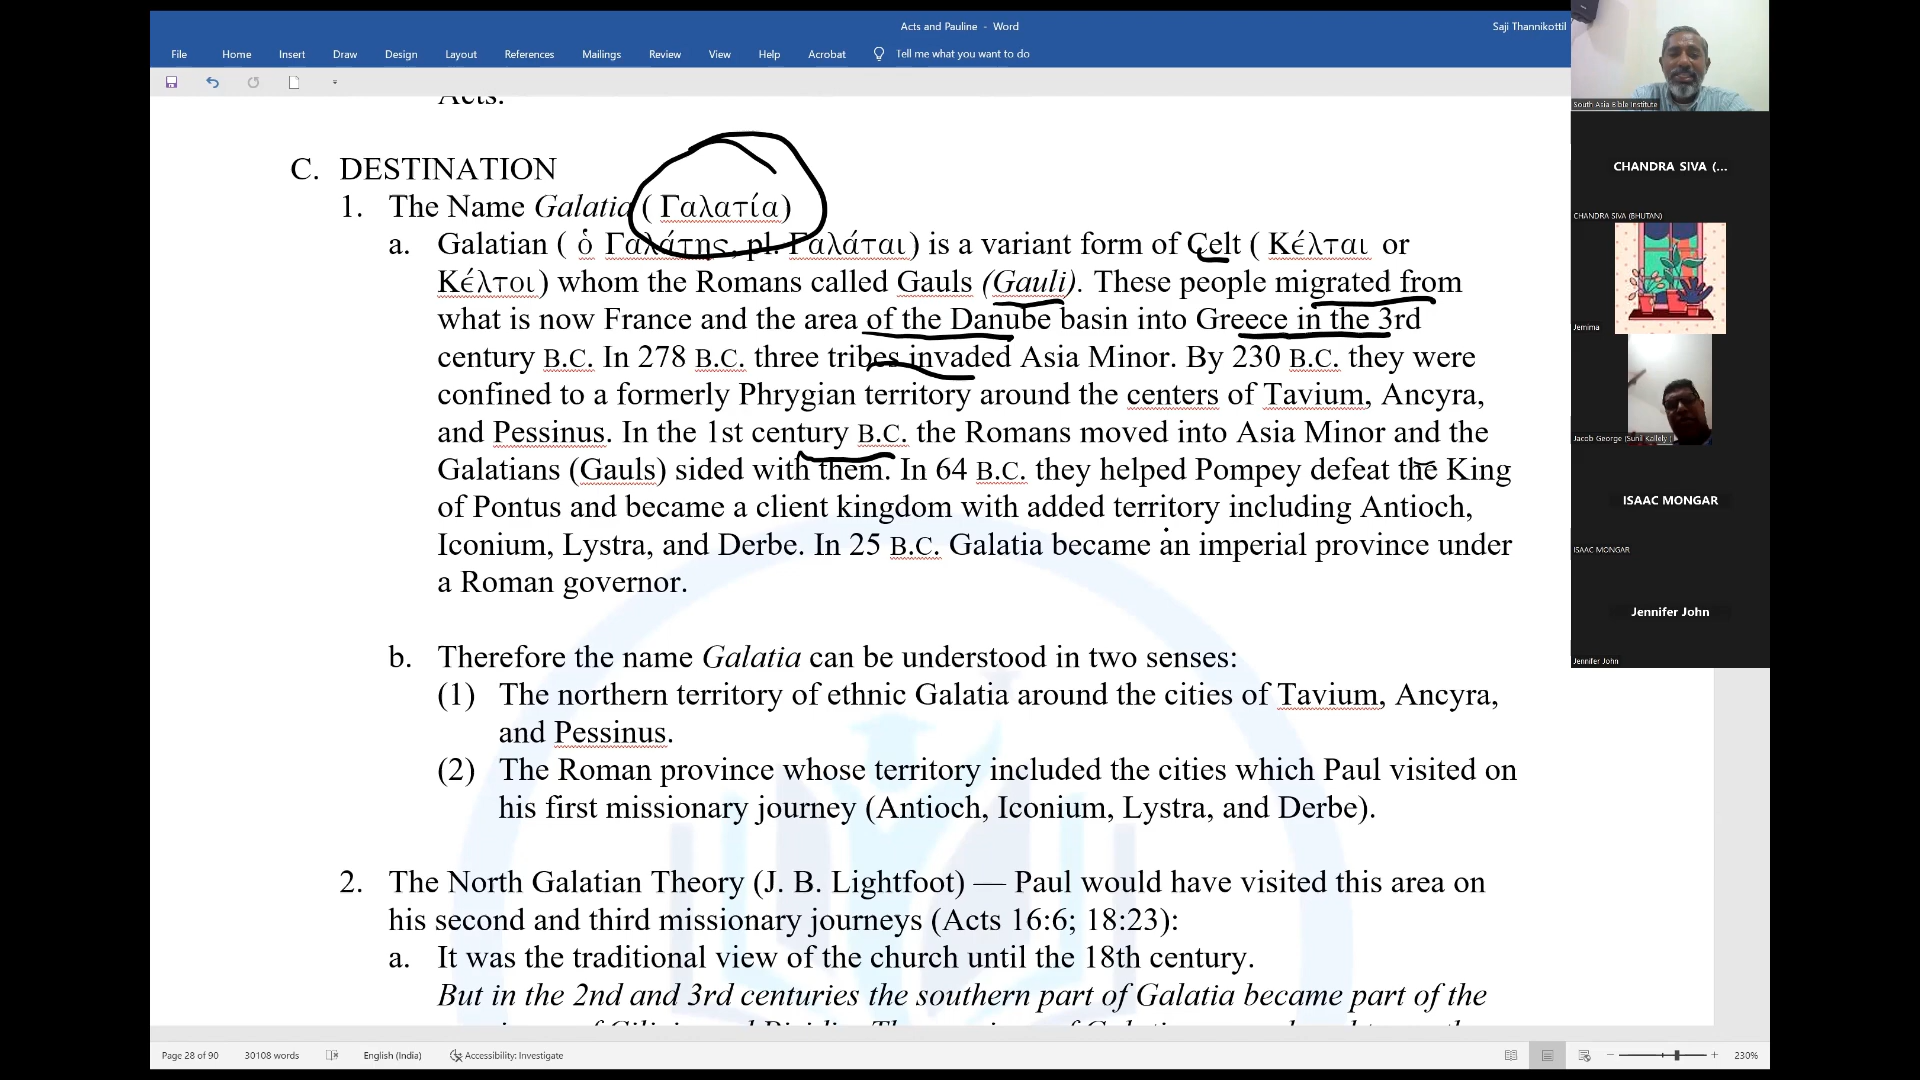 Acts and Pauline - Word
Saji Thannikottil
File Home Insert Draw Design Layout References Mailings Review View Help Acrobat Tell me what you want to do
Acts.
C. DESTINATION
1. The Name Galatia ( Γαλατία)
a. Galatian ( ὁ Γαλάτης, pl. Γαλάται) is a variant form of Celt ( Κέλται or
Κέλτοι) whom the Romans called Gauls (Gauli). These people migrated from
what is now France and the area of the Danube basin into Greece in the 3rd
century B.C. In 278 B.C. three tribes invaded Asia Minor. By 230 B.C. they were
confined to a formerly Phrygian territory around the centers of Tavium, Ancyra,
and Pessinus. In the 1st century B.C. the Romans moved into Asia Minor and the
Galatians (Gauls) sided with them. In 64 B.C. they helped Pompey defeat the King
of Pontus and became a client kingdom with added territory including Antioch,
Iconium, Lystra, and Derbe. In 25 B.C. Galatia became an imperial province under
a Roman governor.
b. Therefore the name Galatia can be understood in two senses:
(1) The northern territory of ethnic Galatia around the cities of Tavium, Ancyra,
and Pessinus.
(2) The Roman province whose territory included the cities which Paul visited on
his first missionary journey (Antioch, Iconium, Lystra, and Derbe).
2. The North Galatian Theory (J. B. Lightfoot) — Paul would have visited this area on
his second and third missionary journeys (Acts 16:6; 18:23):
a. It was the traditional view of the church until the 18th century.
But in the 2nd and 3rd centuries the southern part of Galatia became part of the
Page 28 of 90 30108 words English (India) Accessibility: Investigate 230%
South Asia Bible Institute
CHANDRA SIVA (...
CHANDRA SIVA (BHUTAN)
Jemima
Jacob George (Sunil Kallely (
ISAAC MONGAR
ISAAC MONGAR
Jennifer John
Jennifer John